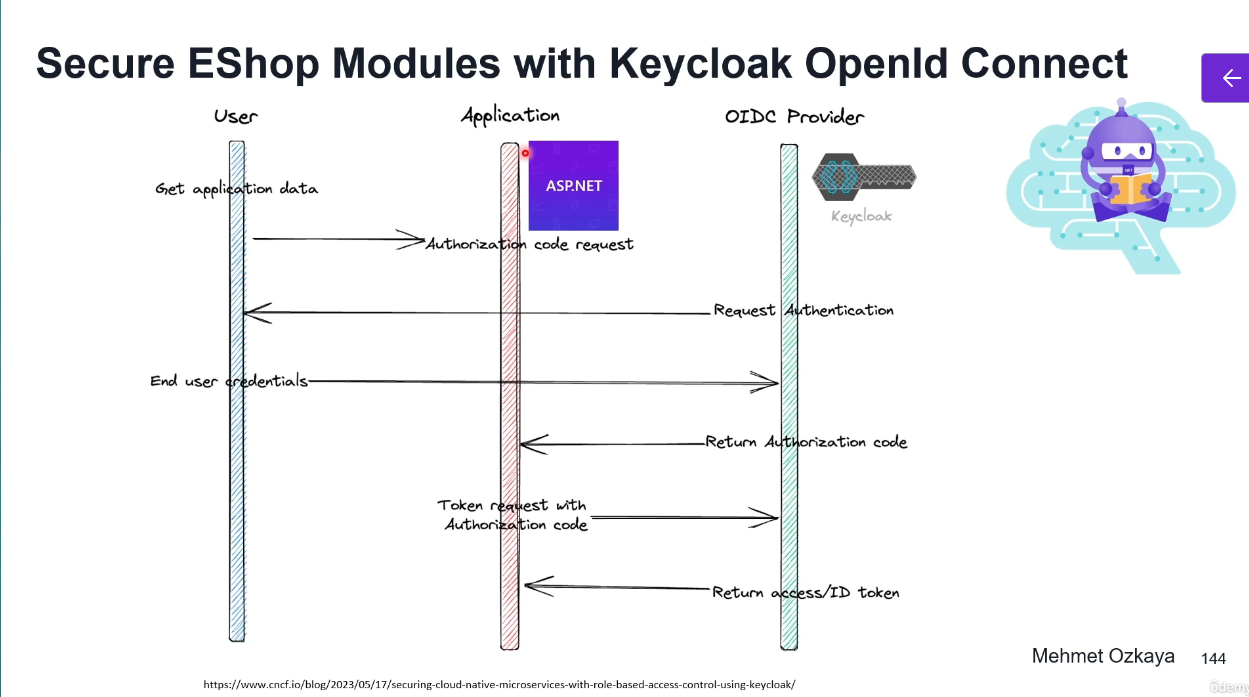 Secure EShop Modules with Keycloak OpenId Connect
User
Application
OIDC Provider
ASP.NET
Keycloak
Get application data
Authorization code request
Request Authentication
End user credentials
Return Authorization code
Token request with
Authorization code
Return access/ID token
Mehmet Ozkaya
144
https://www.cncf.io/blog/2023/05/17/securing-cloud-native-microservices-with-role-based-access-control-using-keycloak/
ûdemy